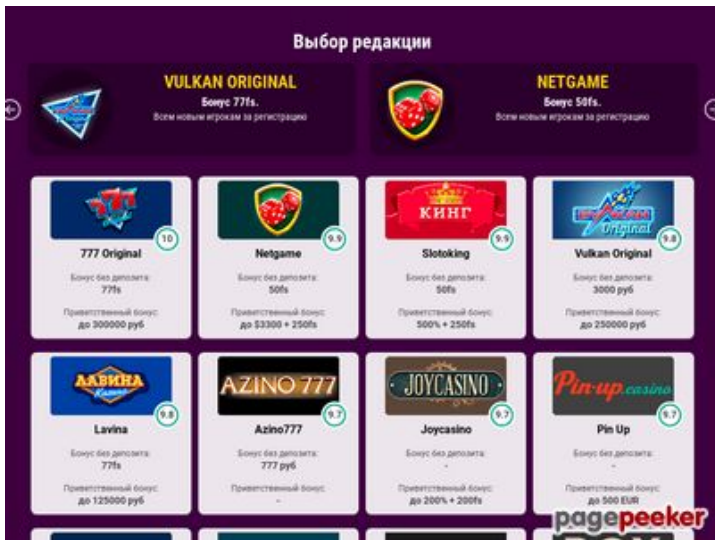 Выбор редакции
VULKAN ORIGINAL
Бонус 77fs.
Всем новым игрокам за регистрацию
NETGAME
Бонус 50fs.
Всем новым игрокам за регистрацию
777
10
777 Original
Бонус без депозита:
77fs
Приветственный бонус:
до 300000 руб
9.9
Netgame
Бонус без депозита:
50fs
Приветственный бонус:
до $3300 + 250fs
КИНГ
9.9
Slotoking
Бонус без депозита:
50fs
Приветственный бонус:
500% + 250fs
VULKAN
Original
9.8
Vulkan Original
Бонус без депозита:
3000 руб
Приветственный бонус:
до 250000 руб
ЛАВИНА
Казино
9.8
Lavina
Бонус без депозита:
77fs
Приветственный бонус:
до 125000 руб
AZINO 777
9.7
Azino777
Бонус без депозита:
777 руб
Приветственный бонус:
-
JOYCASINO
9.7
Joycasino
Бонус без депозита:
-
Приветственный бонус:
до 200% + 200fs
Pin-up.casino
9.7
Pin Up
Бонус без депозита:
-
Приветственный бонус:
до 500 EUR
pagepeeker